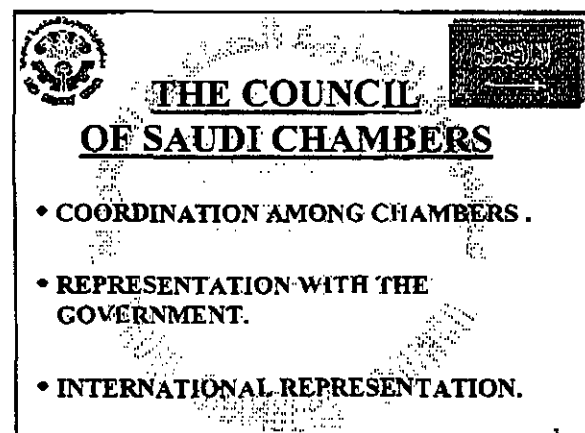 THE COUNCIL
OF SAUDI CHAMBERS
• COORDINATION AMONG CHAMBERS .
• REPRESENTATION WITH THE
GOVERNMENT.
• INTERNATIONAL REPRESENTATION.